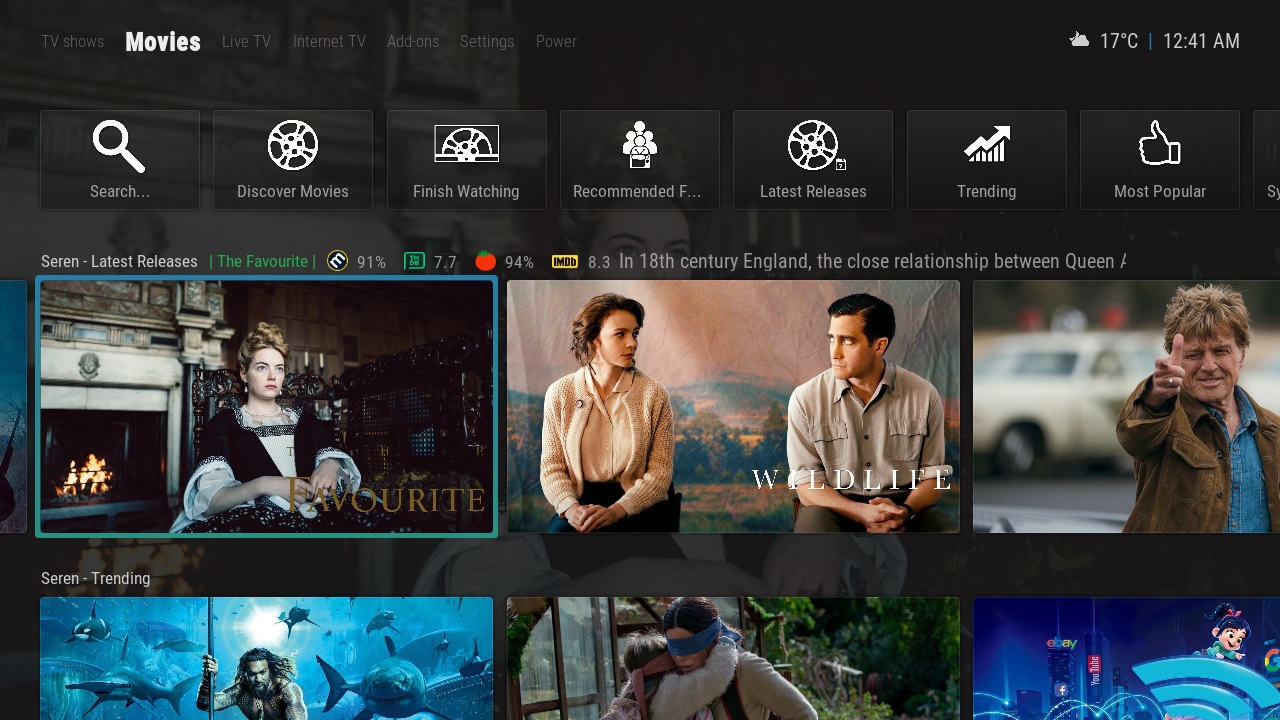 TV shows Movies Live TV Internet TV Add-ons Settings Power 17°C | 12:41 AM
Search... Discover Movies Finish Watching Recommended F... Latest Releases Trending Most Popular Sy
Seren - Latest Releases | The Favourite | 91% TMDB 7.7 94% IMDb 8.3 In 18th century England, the close relationship between Queen A
FAVOURITE
WILDLIFE
Seren - Trending
ebay
YouTube